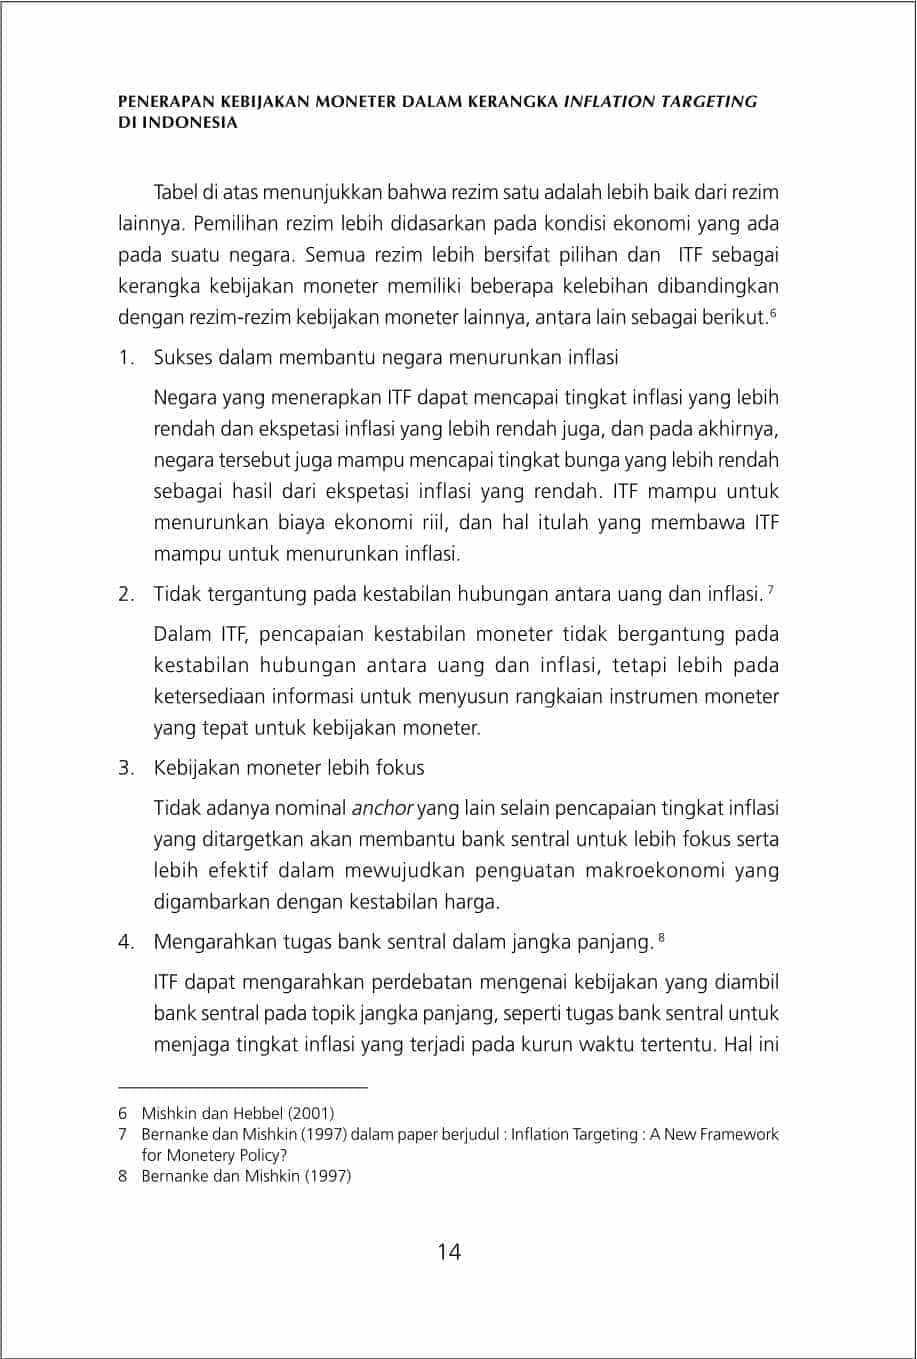 PENERAPAN KEBIJAKAN MONETER DALAM KERANGKA INFLATION TARGETING
DI INDONESIA
Tabel di atas menunjukkan bahwa rezim satu adalah lebih baik dari rezim
lainnya. Pemilihan rezim lebih didasarkan pada kondisi ekonomi yang ada
pada suatu negara. Semua rezim lebih bersifat pilihan dan ITF sebagai
kerangka kebijakan moneter memiliki beberapa kelebihan dibandingkan
dengan rezim-rezim kebijakan moneter lainnya, antara lain sebagai berikut.6
1. Sukses dalam membantu negara menurunkan inflasi
Negara yang menerapkan ITF dapat mencapai tingkat inflasi yang lebih
rendah dan ekspetasi inflasi yang lebih rendah juga, dan pada akhirnya,
negara tersebut juga mampu mencapai tingkat bunga yang lebih rendah
sebagai hasil dari ekspetasi inflasi yang rendah. ITF mampu untuk
menurunkan biaya ekonomi riil, dan hal itulah yang membawa ITF
mampu untuk menurunkan inflasi.
2. Tidak tergantung pada kestabilan hubungan antara uang dan inflasi. 7
Dalam ITF, pencapaian kestabilan moneter tidak bergantung pada
kestabilan hubungan antara uang dan inflasi, tetapi lebih pada
ketersediaan informasi untuk menyusun rangkaian instrumen moneter
yang tepat untuk kebijakan moneter.
3. Kebijakan moneter lebih fokus
Tidak adanya nominal anchor yang lain selain pencapaian tingkat inflasi
yang ditargetkan akan membantu bank sentral untuk lebih fokus serta
lebih efektif dalam mewujudkan penguatan makroekonomi yang
digambarkan dengan kestabilan harga.
4. Mengarahkan tugas bank sentral dalam jangka panjang. 8
ITF dapat mengarahkan perdebatan mengenai kebijakan yang diambil
bank sentral pada topik jangka panjang, seperti tugas bank sentral untuk
menjaga tingkat inflasi yang terjadi pada kurun waktu tertentu. Hal ini
6 Mishkin dan Hebbel (2001)
7 Bernanke dan Mishkin (1997) dalam paper berjudul : Inflation Targeting : A New Framework
for Monetery Policy?
8 Bernanke dan Mishkin (1997)
14